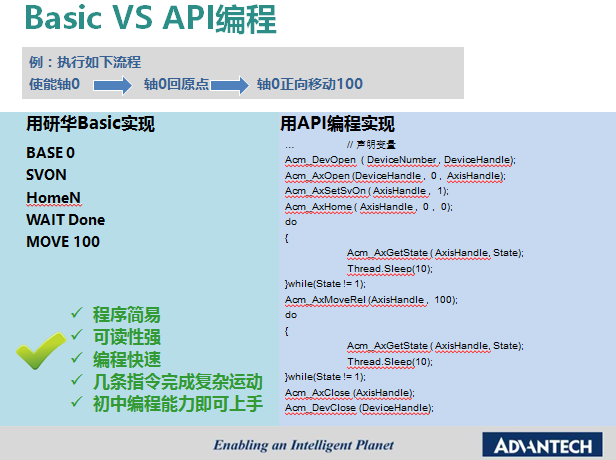 Basic VS API编程
例：执行如下流程
使能轴0 轴0回原点 轴0正向移动100
用研华Basic实现
BASE 0
SVON
HomeN
WAIT Done
MOVE 100
程序简易
可读性强
编程快速
几条指令完成复杂运动
初中编程能力即可上手
用API编程实现
... // 声明变量
Acm_DevOpen ( DeviceNumber, DeviceHandle);
Acm_AxOpen (DeviceHandle , 0 , AxisHandle);
Acm_AxSetSvOn ( AxisHandle , 1);
Acm_AxHome ( AxisHandle , 0 , 0);
do
{
Acm_AxGetState ( AxisHandle, State);
Thread.Sleep(10);
}while(State != 1);
Acm_AxMoveRel (AxisHandle , 100);
do
{
Acm_AxGetState ( AxisHandle, State);
Thread.Sleep(10);
}while(State != 1);
Acm_AxClose (AxisHandle);
Acm_DevClose (DeviceHandle);
Enabling an Intelligent Planet
ADVANTECH